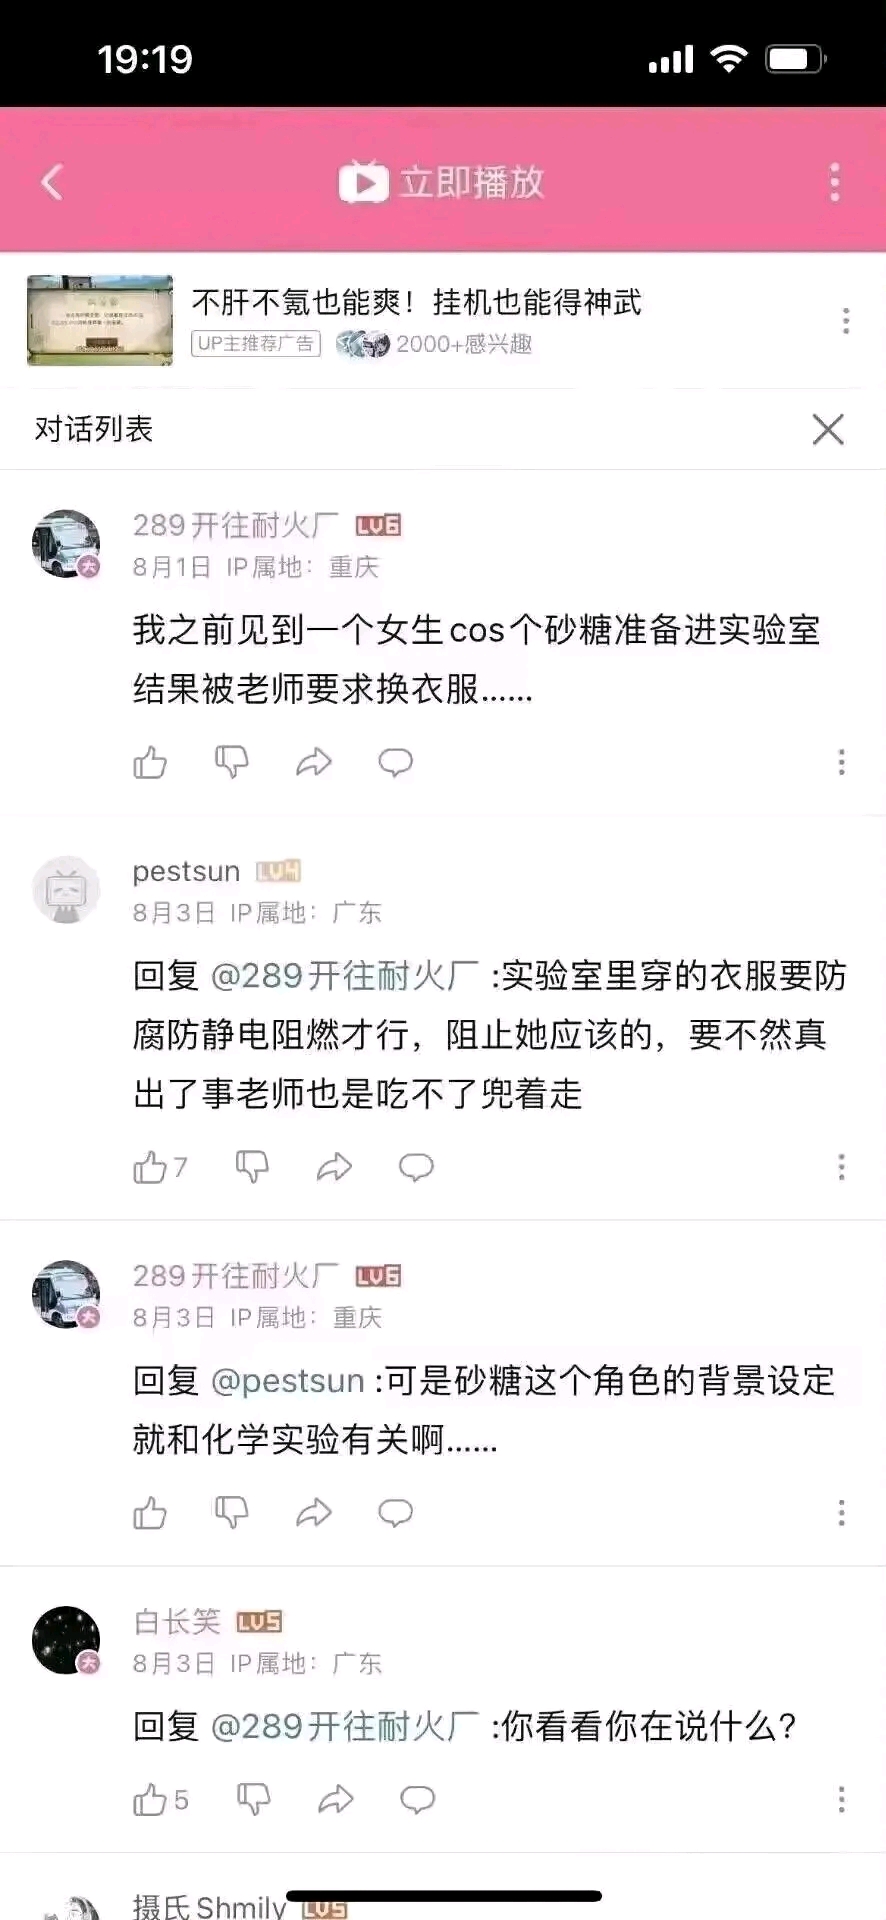 19:19
立即播放
不肝不氪也能爽！挂机也能得神武
UP主推荐广告 2000+感兴趣
对话列表
289开往耐火厂 LV6
8月1日 IP属地：重庆
我之前见到一个女生cos个砂糖准备进实验室
结果被老师要求换衣服......
pestsun LV4
8月3日 IP属地：广东
回复 @289开往耐火厂 :实验室里穿的衣服要防
腐防静电阻燃才行，阻止她应该的，要不然真
出了事老师也是吃不了兜着走
7
289开往耐火厂 LV6
8月3日 IP属地：重庆
回复 @pestsun :可是砂糖这个角色的背景设定
就和化学实验有关啊......
白长笑 LV5
8月3日 IP属地：广东
回复 @289开往耐火厂 :你看看你在说什么？
5
摄氏Shmily LV5